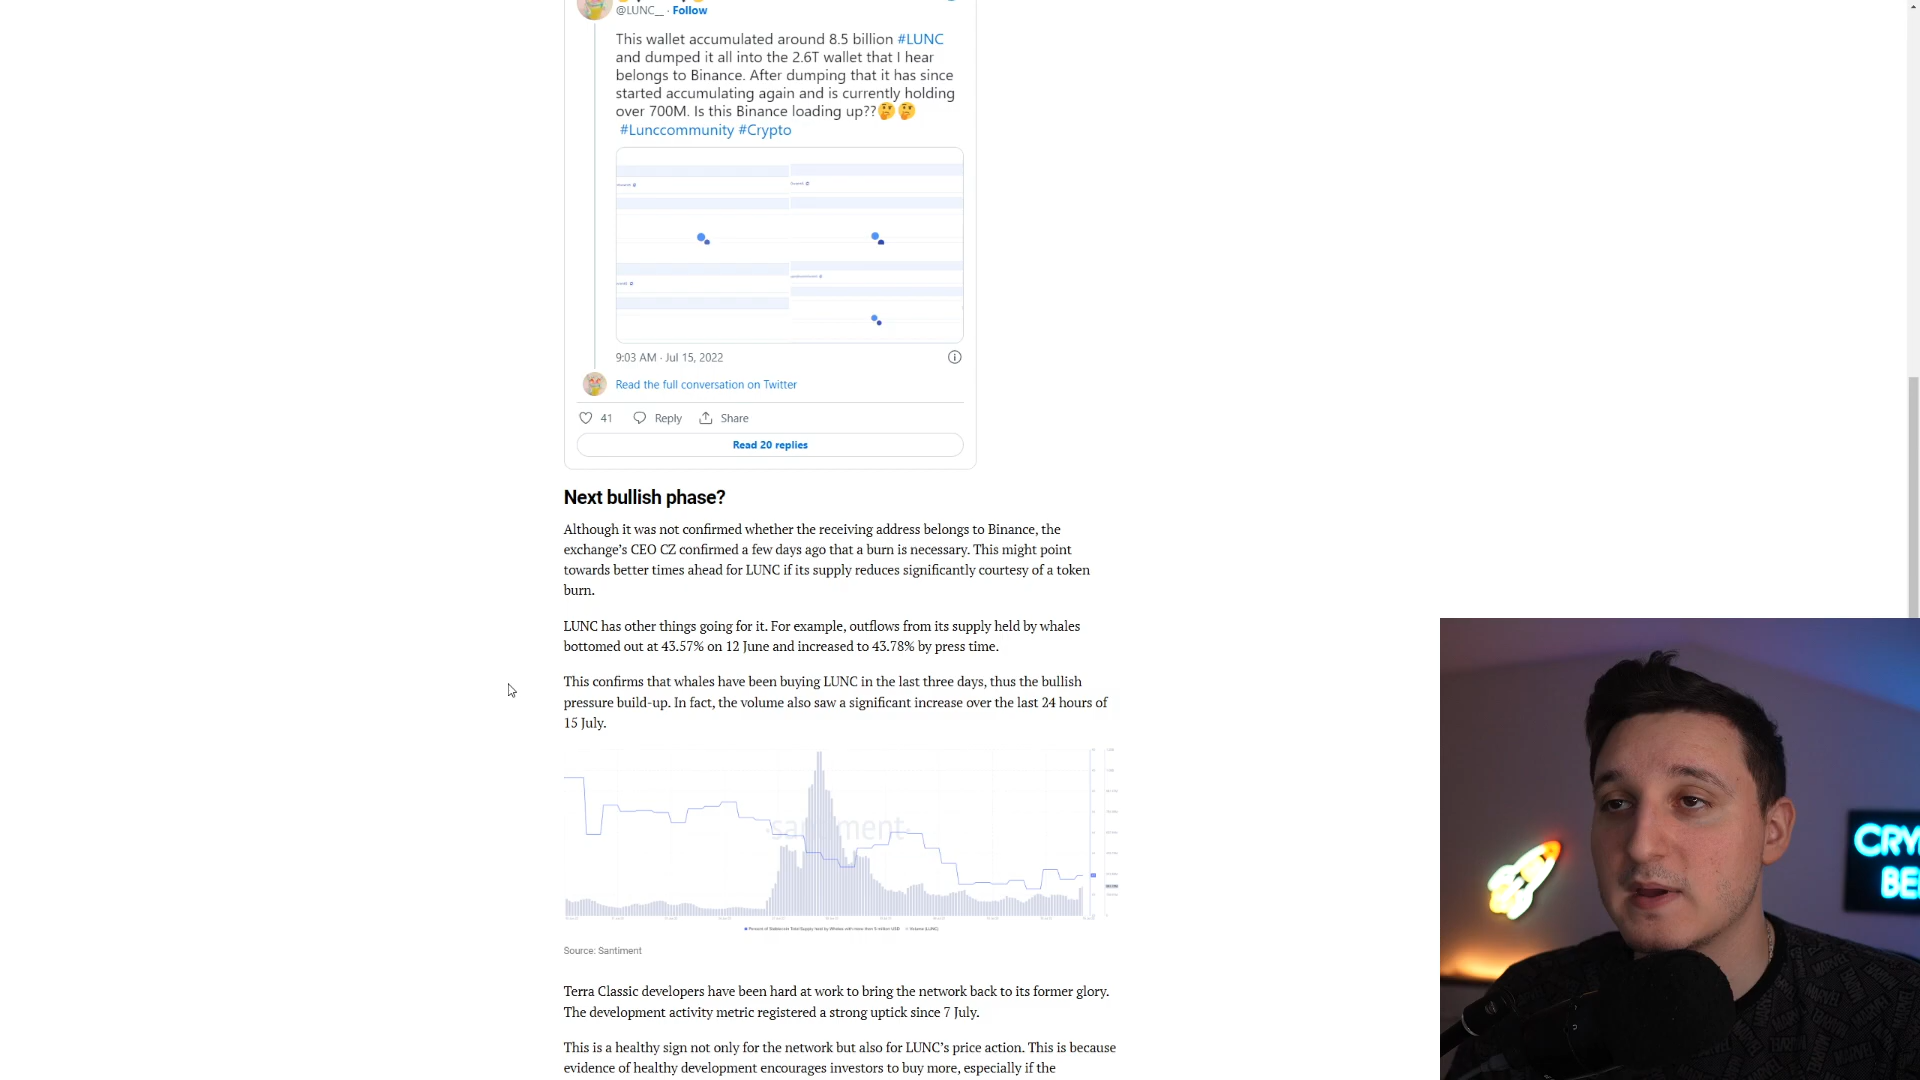 @LUNC__ · Follow
This wallet accumulated around 8.5 billion #LUNC
and dumped it all into the 2.6T wallet that I hear
belongs to Binance. After dumping that it has since
started accumulating again and is currently holding
over 700M. Is this Binance loading up??🤔🤔
#Lunccommunity #Crypto
9:03 AM · Jul 15, 2022
Read the full conversation on Twitter
41 Reply Share
Read 20 replies
Next bullish phase?
Although it was not confirmed whether the receiving address belongs to Binance, the
exchange’s CEO CZ confirmed a few days ago that a burn is necessary. This might point
towards better times ahead for LUNC if its supply reduces significantly courtesy of a token
burn.
LUNC has other things going for it. For example, outflows from its supply held by whales
bottomed out at 43.57% on 12 June and increased to 43.78% by press time.
This confirms that whales have been buying LUNC in the last three days, thus the bullish
pressure build-up. In fact, the volume also saw a significant increase over the last 24 hours of
15 July.
·santiment·
Source: Santiment
Terra Classic developers have been hard at work to bring the network back to its former glory.
The development activity metric registered a strong uptick since 7 July.
This is a healthy sign not only for the network but also for LUNC’s price action. This is because
evidence of healthy development encourages investors to buy more, especially if the
CRY
BE
MARVEL